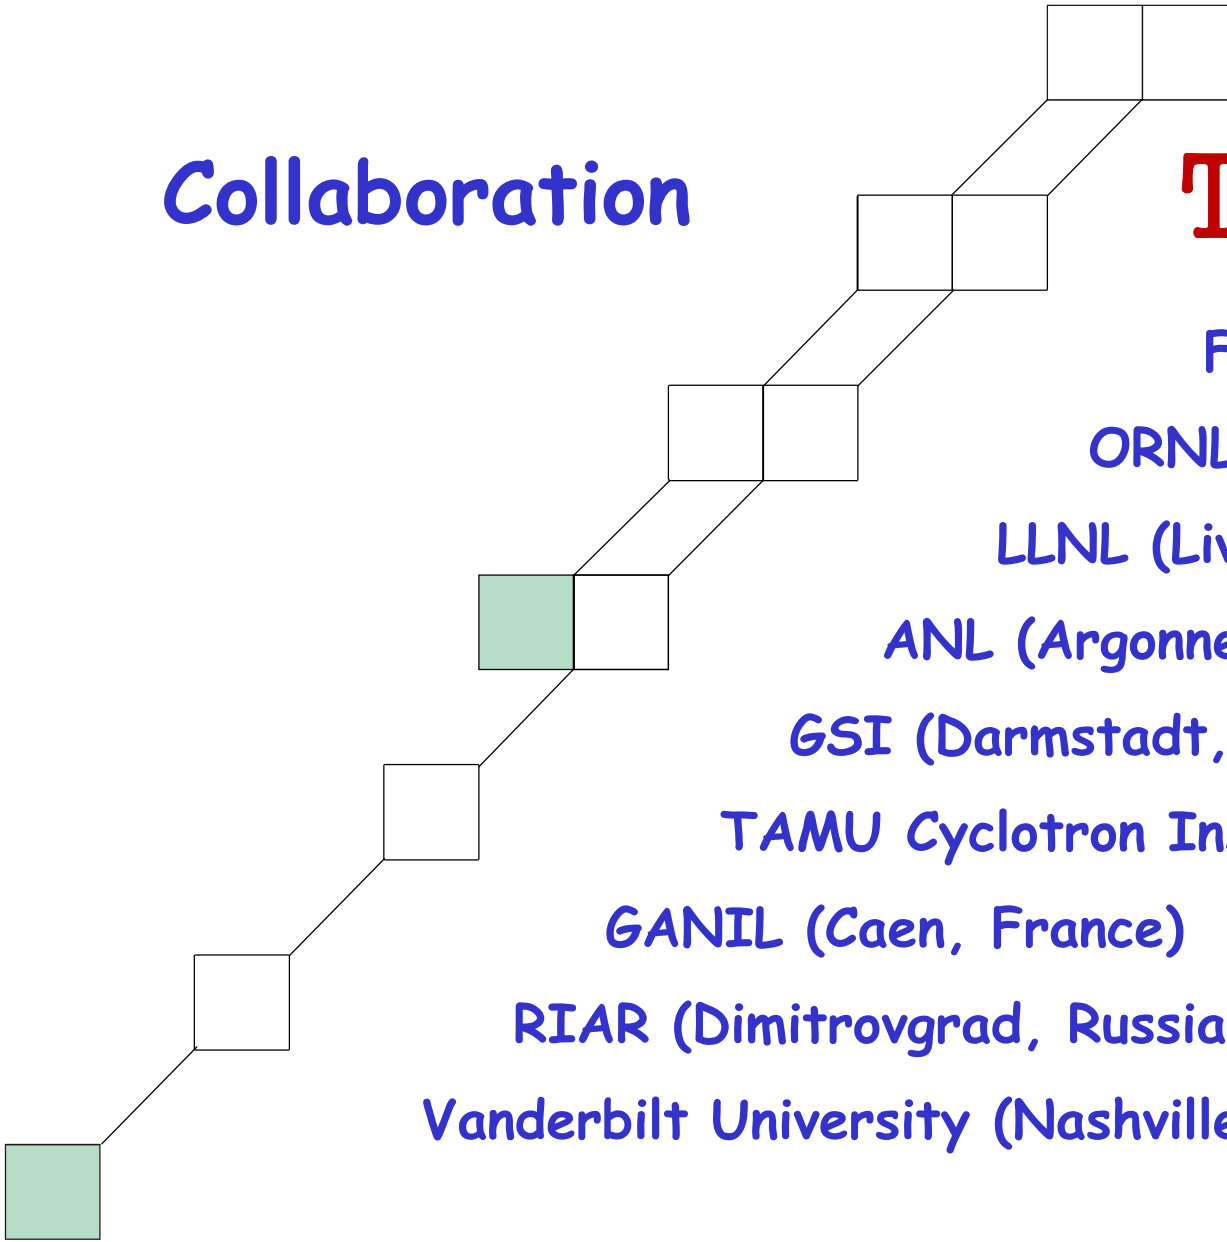 Collaboration
T
F
ORNL
LLNL (Liv
ANL (Argonne
GSI (Darmstadt,
TAMU Cyclotron In
GANIL (Caen, France)
RIAR (Dimitrovgrad, Russia
Vanderbilt University (Nashville